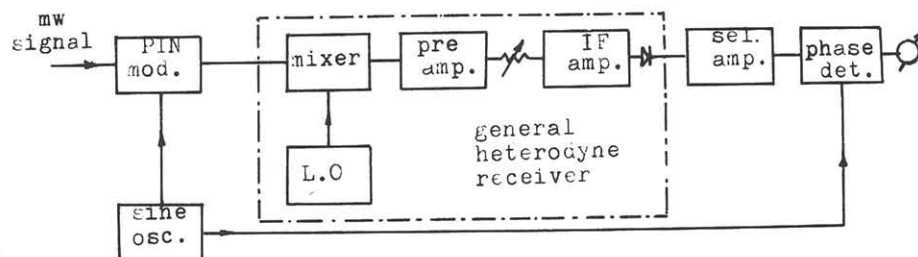 mw
signal
PIN
mod.
mixer
pre
amp.
IF
amp.
sel.
amp.
phase
det.
L.O
general
heterodyne
receiver
sine
osc.